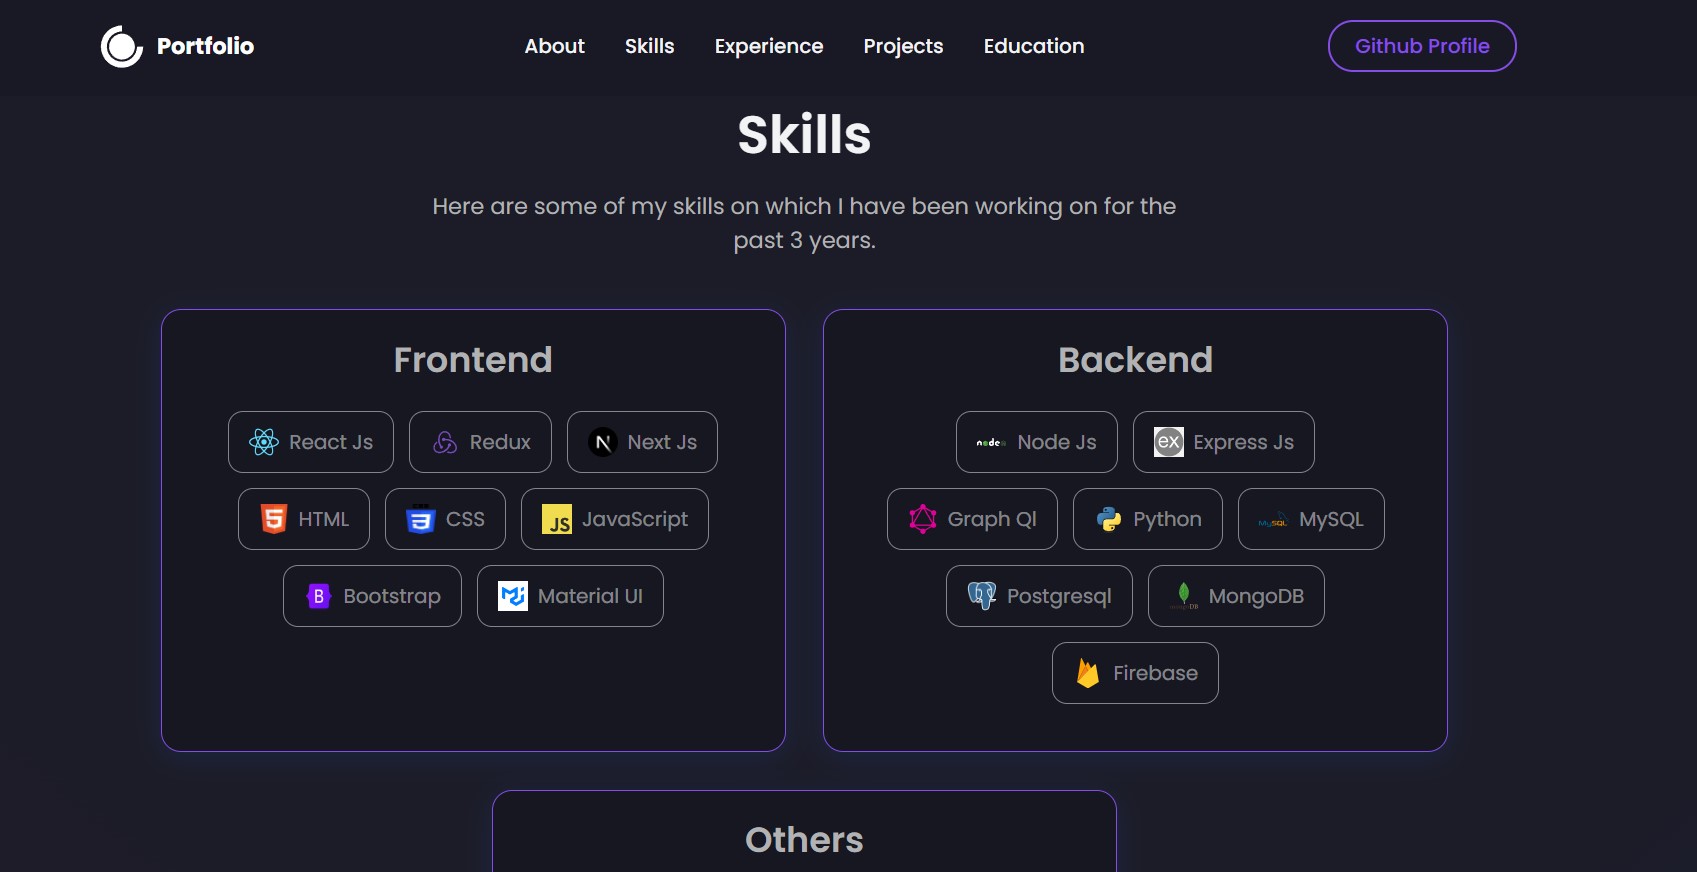 Portfolio
About Skills Experience Projects Education
Github Profile
Skills
Here are some of my skills on which I have been working on for the
past 3 years.
Frontend
React Js Redux N Next Js
5 HTML 3 CSS JS JavaScript
B Bootstrap Material UI
Backend
node Node Js ex Express Js
Graph Ql Python MySQL MySQL
Postgresql MongoDB
Firebase
Others